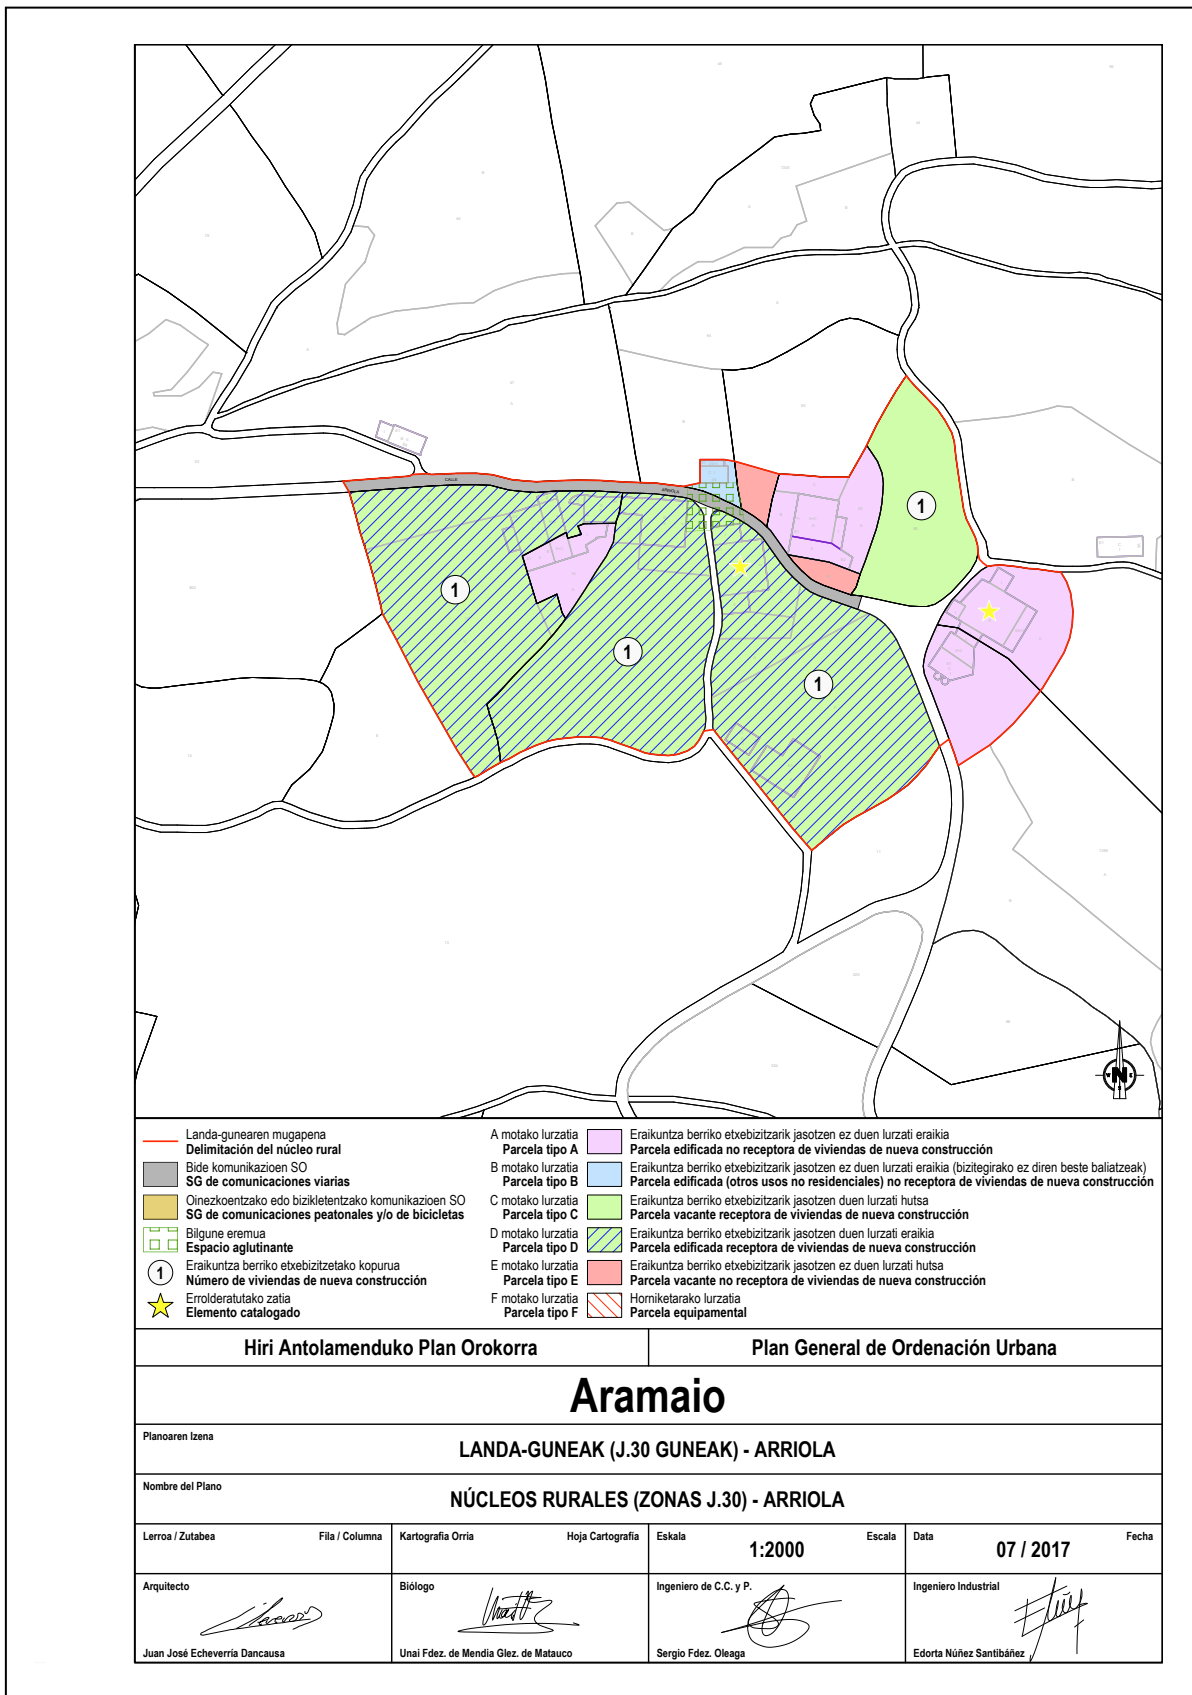 CALLE
ARRIOLA
1
1
1
1
N
Landa-gunearen mugapena
Delimitación del núcleo rural
Bide komunikazioen SO
SG de comunicaciones viarias
Oinezkoentzako edo bizikletentzako komunikazioen SO
SG de comunicaciones peatonales y/o de bicicletas
Bilgune eremua
Espacio aglutinante
1
Eraikuntza berriko etxebizitzetako kopurua
Número de viviendas de nueva construcción
Errolderatutako zatia
Elemento catalogado
A motako lurzatia
Parcela tipo A
Eraikuntza berriko etxebizitzarik jasotzen ez duen lurzati eraikia
Parcela edificada no receptora de viviendas de nueva construcción
B motako lurzatia
Parcela tipo B
Eraikuntza berriko etxebizitzarik jasotzen ez duen lurzati eraikia (bizitegirako ez diren beste baliatzeak)
Parcela edificada (otros usos no residenciales) no receptora de viviendas de nueva construcción
C motako lurzatia
Parcela tipo C
Eraikuntza berriko etxebizitzarik jasotzen duen lurzati hutsa
Parcela vacante receptora de viviendas de nueva construcción
D motako lurzatia
Parcela tipo D
Eraikuntza berriko etxebizitzarik jasotzen duen lurzati eraikia
Parcela edificada receptora de viviendas de nueva construcción
E motako lurzatia
Parcela tipo E
Eraikuntza berriko etxebizitzarik jasotzen ez duen lurzati hutsa
Parcela vacante no receptora de viviendas de nueva construcción
F motako lurzatia
Parcela tipo F
Horniketarako lurzatia
Parcela equipamental
Hiri Antolamenduko Plan Orokorra
Plan General de Ordenación Urbana
Aramaio
Planoaren Izena
LANDA-GUNEAK (J.30 GUNEAK) - ARRIOLA
Nombre del Plano
NÚCLEOS RURALES (ZONAS J.30) - ARRIOLA
Lerroa / Zutabea Fila / Columna
Kartografia Orria Hoja Cartografia
Eskala Escala
1:2000
Data Fecha
07 / 2017
Arquitecto
Juan José Echeverría Dancausa
Biólogo
Unai Fdez. de Mendia Glez. de Matauco
Ingeniero de C.C. y P.
Sergio Fdez. Oleaga
Ingeniero Industrial
Edorta Núñez Santibáñez